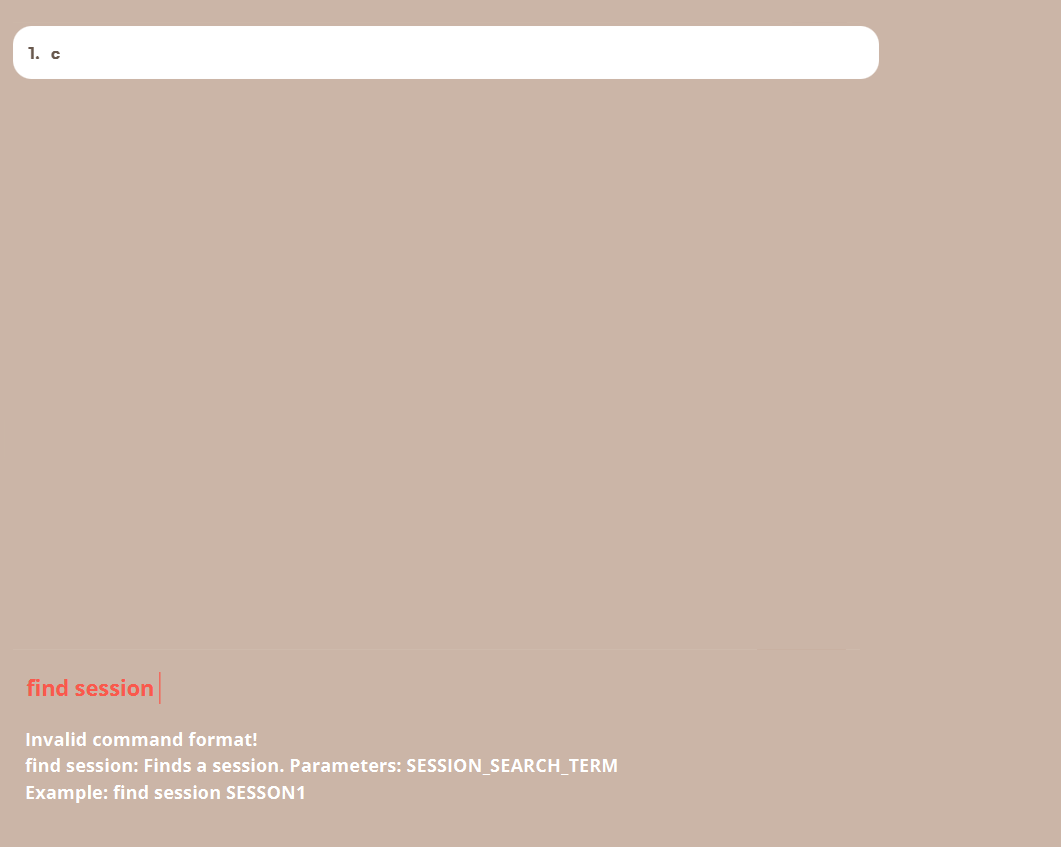 1. c
find session
Invalid command format!
find session: Finds a session. Parameters: SESSION_SEARCH_TERM
Example: find session SESSON1